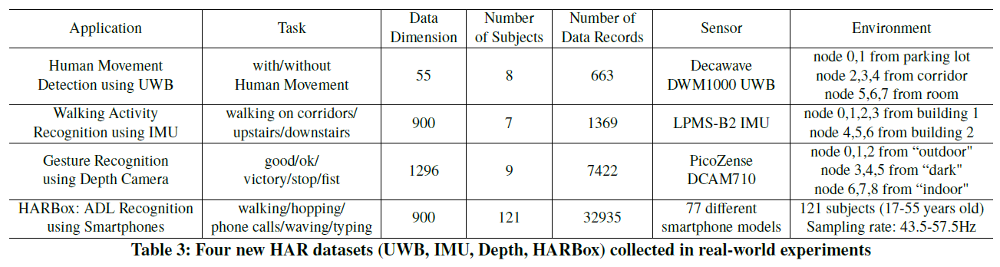 Application Task Data Dimension Number of Subjects Number of Data Records Sensor Environment
Human Movement Detection using UWB with/without Human Movement 55 8 663 Decawave DWM1000 UWB node 0,1 from parking lot node 2,3,4 from corridor node 5,6,7 from room
Walking Activity Recognition using IMU walking on corridors/ upstairs/downstairs 900 7 1369 LPMS-B2 IMU node 0,1,2,3 from building 1 node 4,5,6 from building 2
Gesture Recognition using Depth Camera good/ok/ victory/stop/fist 1296 9 7422 PicoZense DCAM710 node 0,1,2 from “outdoor" node 3,4,5 from “dark" node 6,7,8 from “indoor"
HARBox: ADL Recognition using Smartphones walking/hopping/ phone calls/waving/typing 900 121 32935 77 different smartphone models 121 subjects (17-55 years old) Sampling rate: 43.5-57.5Hz
Table 3: Four new HAR datasets (UWB, IMU, Depth, HARBox) collected in real-world experiments